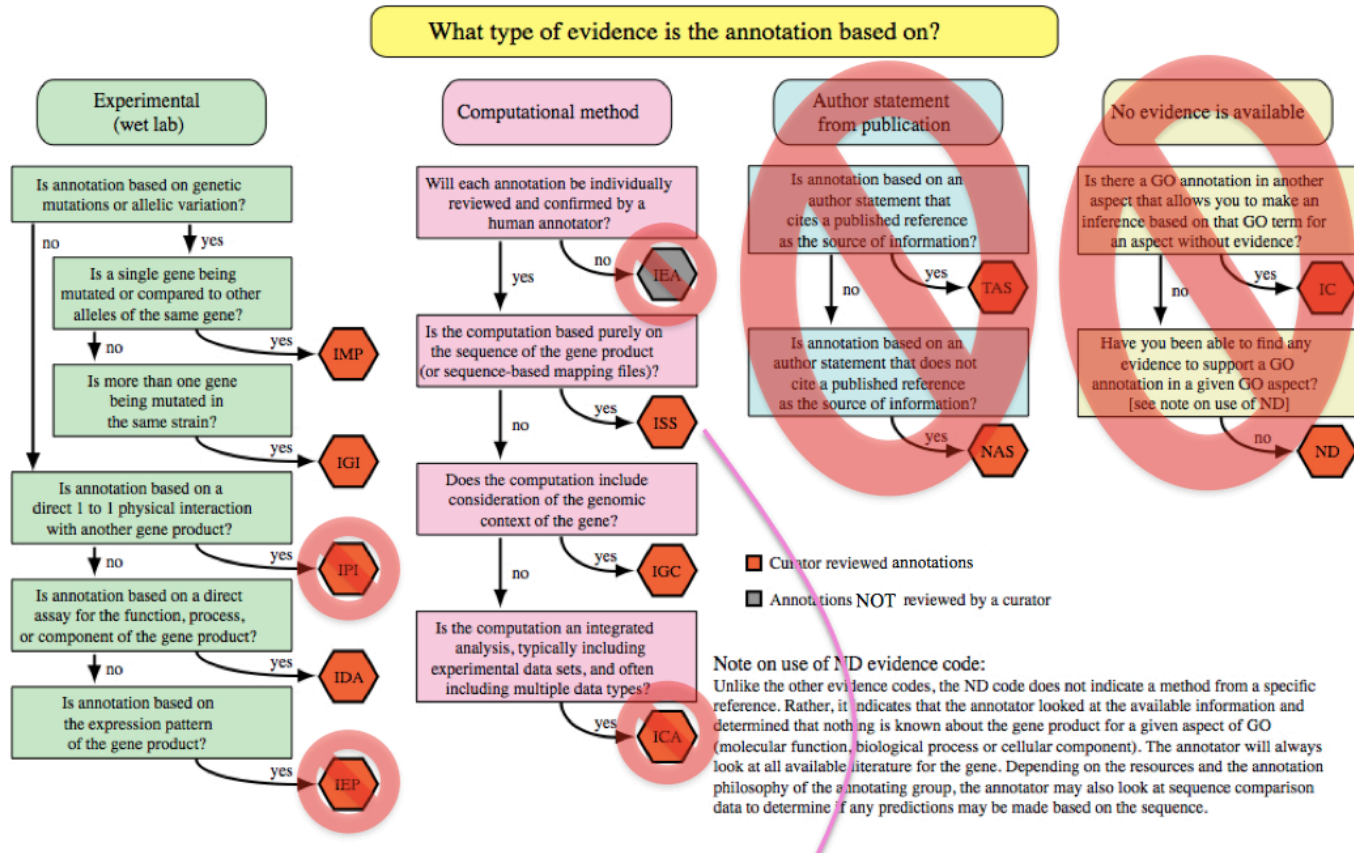 What type of evidence is the annotation based on?
Experimental
(wet lab)
Is annotation based on genetic
mutations or allelic variation?
no
yes
Is a single gene being
mutated or compared to other
alleles of the same gene?
yes
IMP
no
Is more than one gene
being mutated in
the same strain?
yes
IGI
Is annotation based on a
direct 1 to 1 physical interaction
with another gene product?
yes
IPI
no
Is annotation based on a direct
assay for the function, process,
or component of the gene product?
yes
IDA
no
Is annotation based on
the expression pattern
of the gene product?
yes
IEP
Computational method
Will each annotation be individually
reviewed and confirmed by a
human annotator?
no
IEA
yes
Is the computation based purely on
the sequence of the gene product
(or sequence-based mapping files)?
yes
ISS
no
Does the computation include
consideration of the genomic
context of the gene?
yes
IGC
no
Is the computation an integrated
analysis, typically including
experimental data sets, and often
including multiple data types?
yes
ICA
Author statement
from publication
Is annotation based on an
author statement that
cites a published reference
as the source of information?
yes
TAS
no
Is annotation based on an
author statement that does not
cite a published reference
as the source of information?
yes
NAS
No evidence is available
Is there a GO annotation in another
aspect that allows you to make an
inference based on that GO term for
an aspect without evidence?
yes
IC
no
Have you been able to find any
evidence to support a GO
annotation in a given GO aspect?
[see note on use of ND]
no
ND
Curator reviewed annotations
Annotations NOT reviewed by a curator
Note on use of ND evidence code:
Unlike the other evidence codes, the ND code does not indicate a method from a specific
reference. Rather, it indicates that the annotator looked at the available information and
determined that nothing is known about the gene product for a given aspect of GO
(molecular function, biological process or cellular component). The annotator will always
look at all available literature for the gene. Depending on the resources and the annotation
philosophy of the annotating group, the annotator may also look at sequence comparison
data to determine if any predictions may be made based on the sequence.